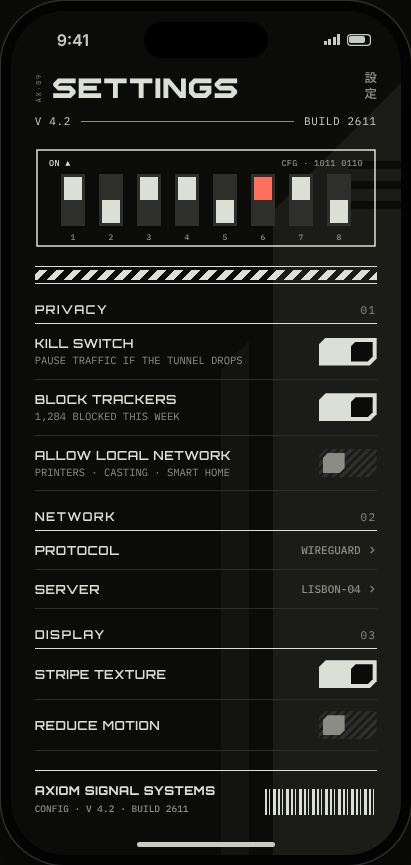 9:41
AX-09
SETTINGS
設定
V 4.2
BUILD 2611
ON ▲
CFG · 1011 0110
1 2 3 4 5 6 7 8
PRIVACY
01
KILL SWITCH
PAUSE TRAFFIC IF THE TUNNEL DROPS
BLOCK TRACKERS
1,284 BLOCKED THIS WEEK
ALLOW LOCAL NETWORK
PRINTERS · CASTING · SMART HOME
NETWORK
02
PROTOCOL
WIREGUARD >
SERVER
LISBON-04 >
DISPLAY
03
STRIPE TEXTURE
REDUCE MOTION
AXIOM SIGNAL SYSTEMS
CONFIG · V 4.2 · BUILD 2611